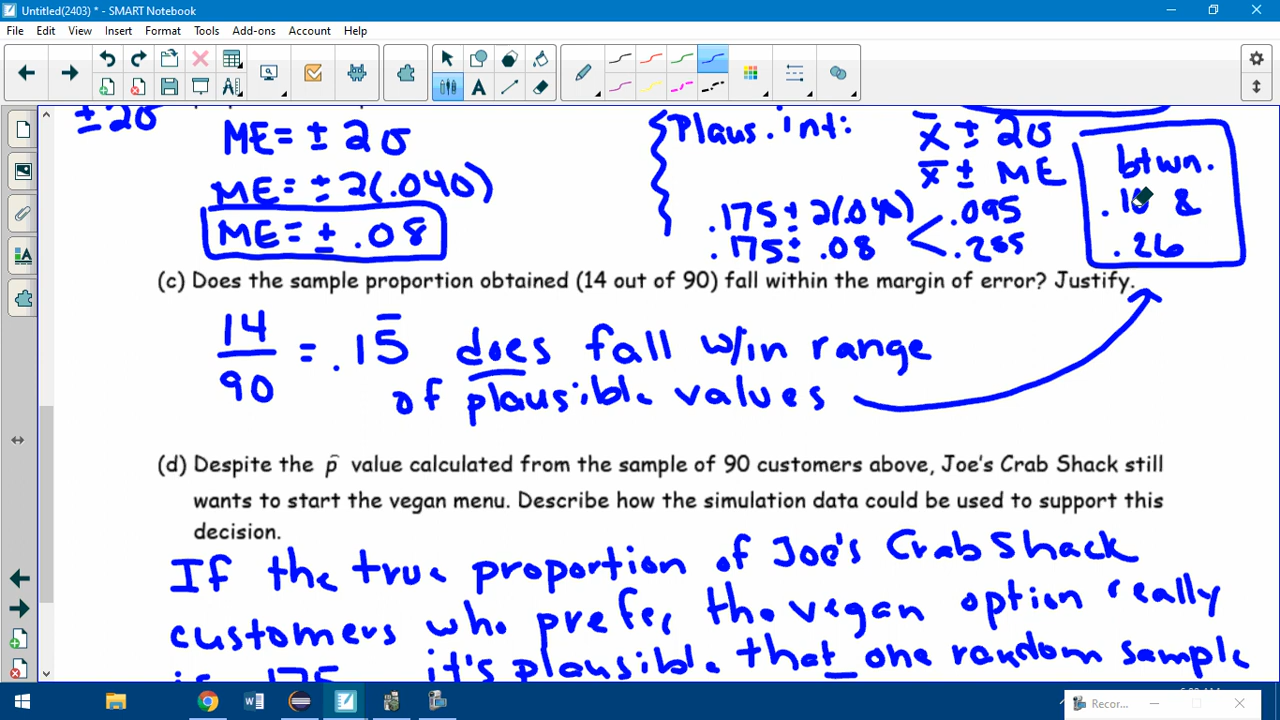 Untitled(2403) * - SMART Notebook
File Edit View Insert Format Tools Add-ons Account Help
± 2σ
ME = ± 2σ
ME = ± 2(.040)
ME = ± .08
Plaus. int:
x̄ ± 2σ
x̄ ± ME
.175 ± 2(.040) < .095
.175 ± .08 .255
btwn.
.10 &
.26
(c) Does the sample proportion obtained (14 out of 90) fall within the margin of error? Justify.
14/90 = .15̅ does fall w/in range
of plausible values
(d) Despite the p̂ value calculated from the sample of 90 customers above, Joe's Crab Shack still
wants to start the vegan menu. Describe how the simulation data could be used to support this
decision.
If the true proportion of Joe's Crab Shack
customers who prefer the vegan option really
is .175 it's plausible that one random sample
Recor...